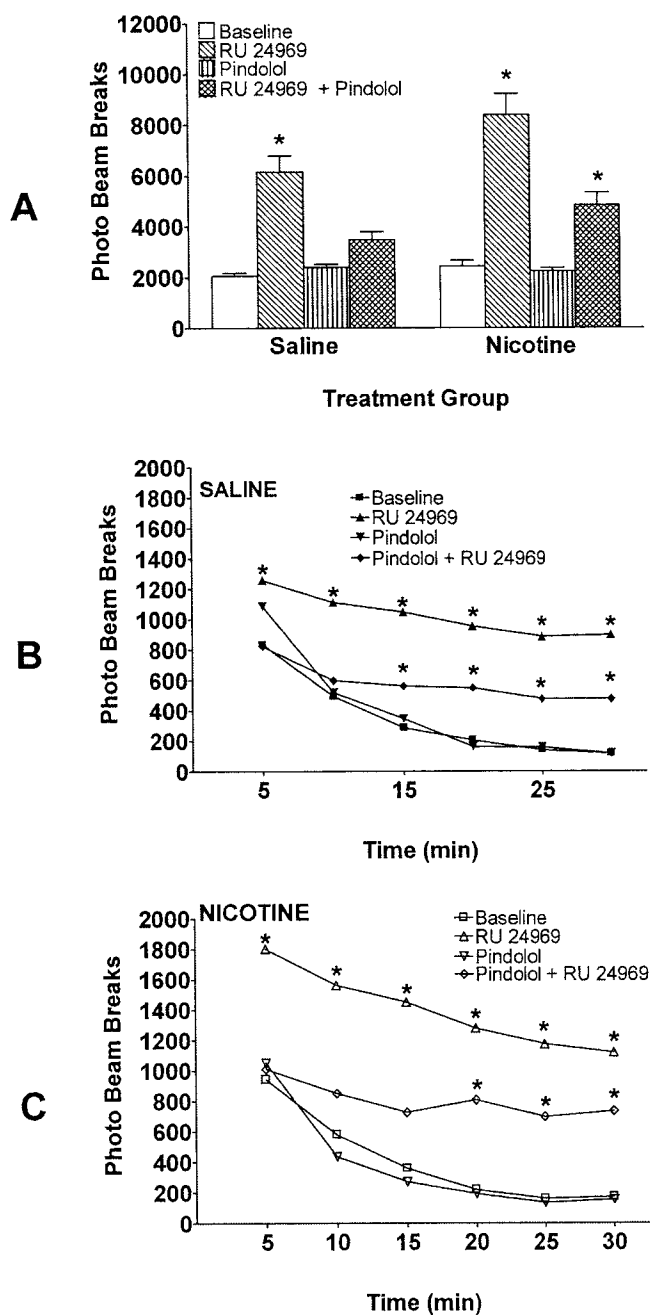 A
Photo Beam Breaks
12000
10000
8000
6000
4000
2000
0
Baseline
RU 24969
Pindolol
RU 24969 + Pindolol
*
*
*
Saline
Nicotine
Treatment Group
B
Photo Beam Breaks
2000
1800
1600
1400
1200
1000
800
600
400
200
0
SALINE
Baseline
RU 24969
Pindolol
Pindolol + RU 24969
* * * * * *
* * * *
5 15 25
Time (min)
C
Photo Beam Breaks
2000
1800
1600
1400
1200
1000
800
600
400
200
0
NICOTINE
Baseline
RU 24969
Pindolol
Pindolol + RU 24969
* * * * * *
* * *
5 10 15 20 25 30
Time (min)